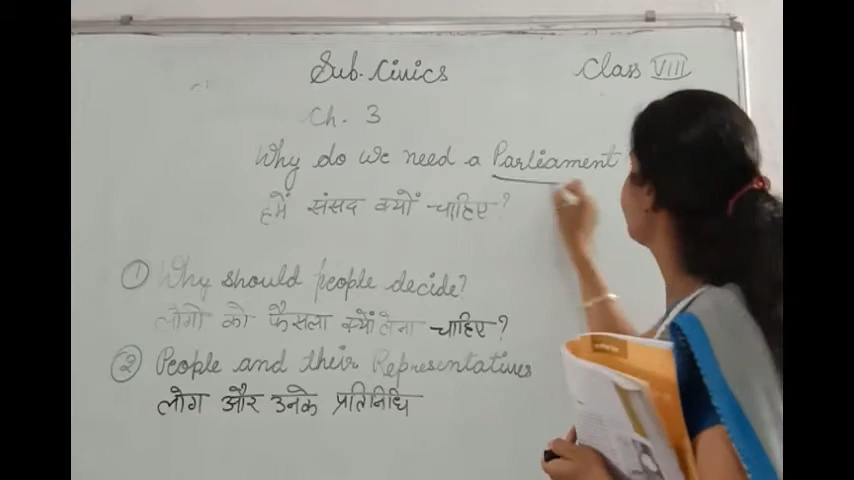 Sub. Civics
Class VIII
Ch. 3
Why do we need a Parliament
हमें संसद क्यों चाहिए?
① Why should people decide?
लोगों को फैसला क्यों लेना चाहिए?
② People and their Representatives
लोग और उनके प्रतिनिधि